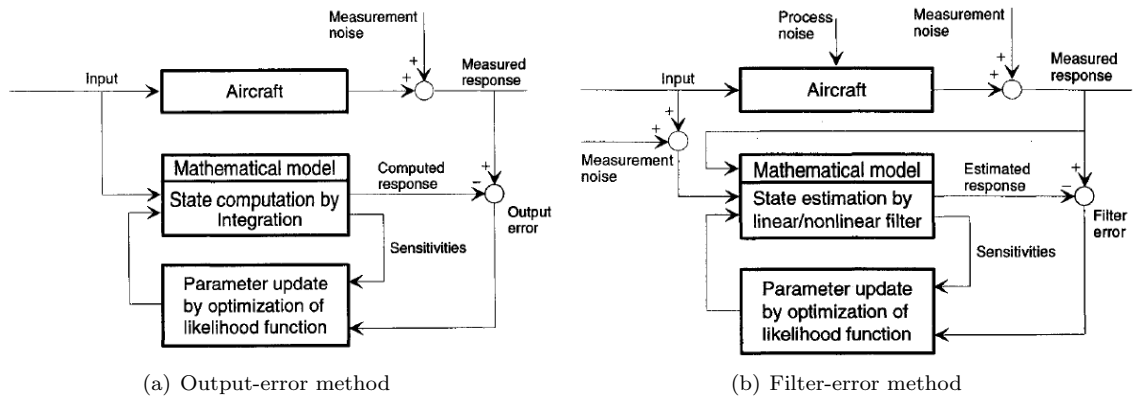 Measurement
noise
+
+
Measured
response
Input
Aircraft
Mathematical model
State computation by
Integration
Computed
response
+
−
Output
error
Sensitivities
Parameter update
by optimization of
likelihood function
(a) Output-error method
Process
noise
Measurement
noise
+
+
Measured
response
Input
Aircraft
+
+
Measurement
noise
Mathematical model
State estimation by
linear/nonlinear filter
Estimated
response
+
−
Filter
error
Sensitivities
Parameter update
by optimization of
likelihood function
(b) Filter-error method